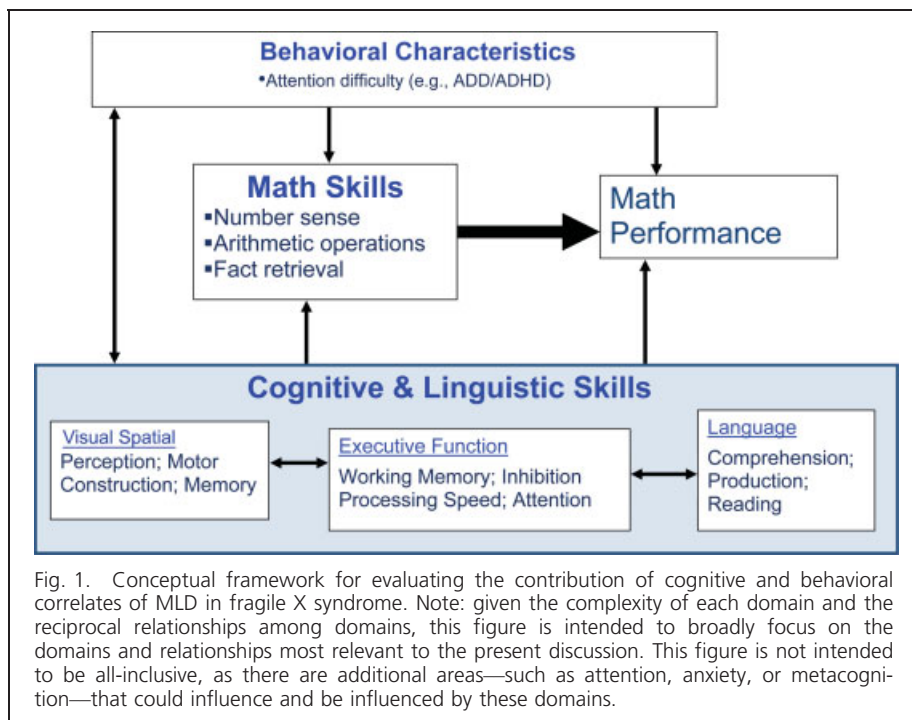 Behavioral Characteristics
•Attention difficulty (e.g., ADD/ADHD)
Math Skills
▪Number sense
▪Arithmetic operations
▪Fact retrieval
Math
Performance
Cognitive & Linguistic Skills
Visual Spatial
Perception; Motor
Construction; Memory
Executive Function
Working Memory; Inhibition
Processing Speed; Attention
Language
Comprehension;
Production;
Reading
Fig. 1. Conceptual framework for evaluating the contribution of cognitive and behavioral
correlates of MLD in fragile X syndrome. Note: given the complexity of each domain and the
reciprocal relationships among domains, this figure is intended to broadly focus on the
domains and relationships most relevant to the present discussion. This figure is not intended
to be all-inclusive, as there are additional areas—such as attention, anxiety, or metacogni-
tion—that could influence and be influenced by these domains.